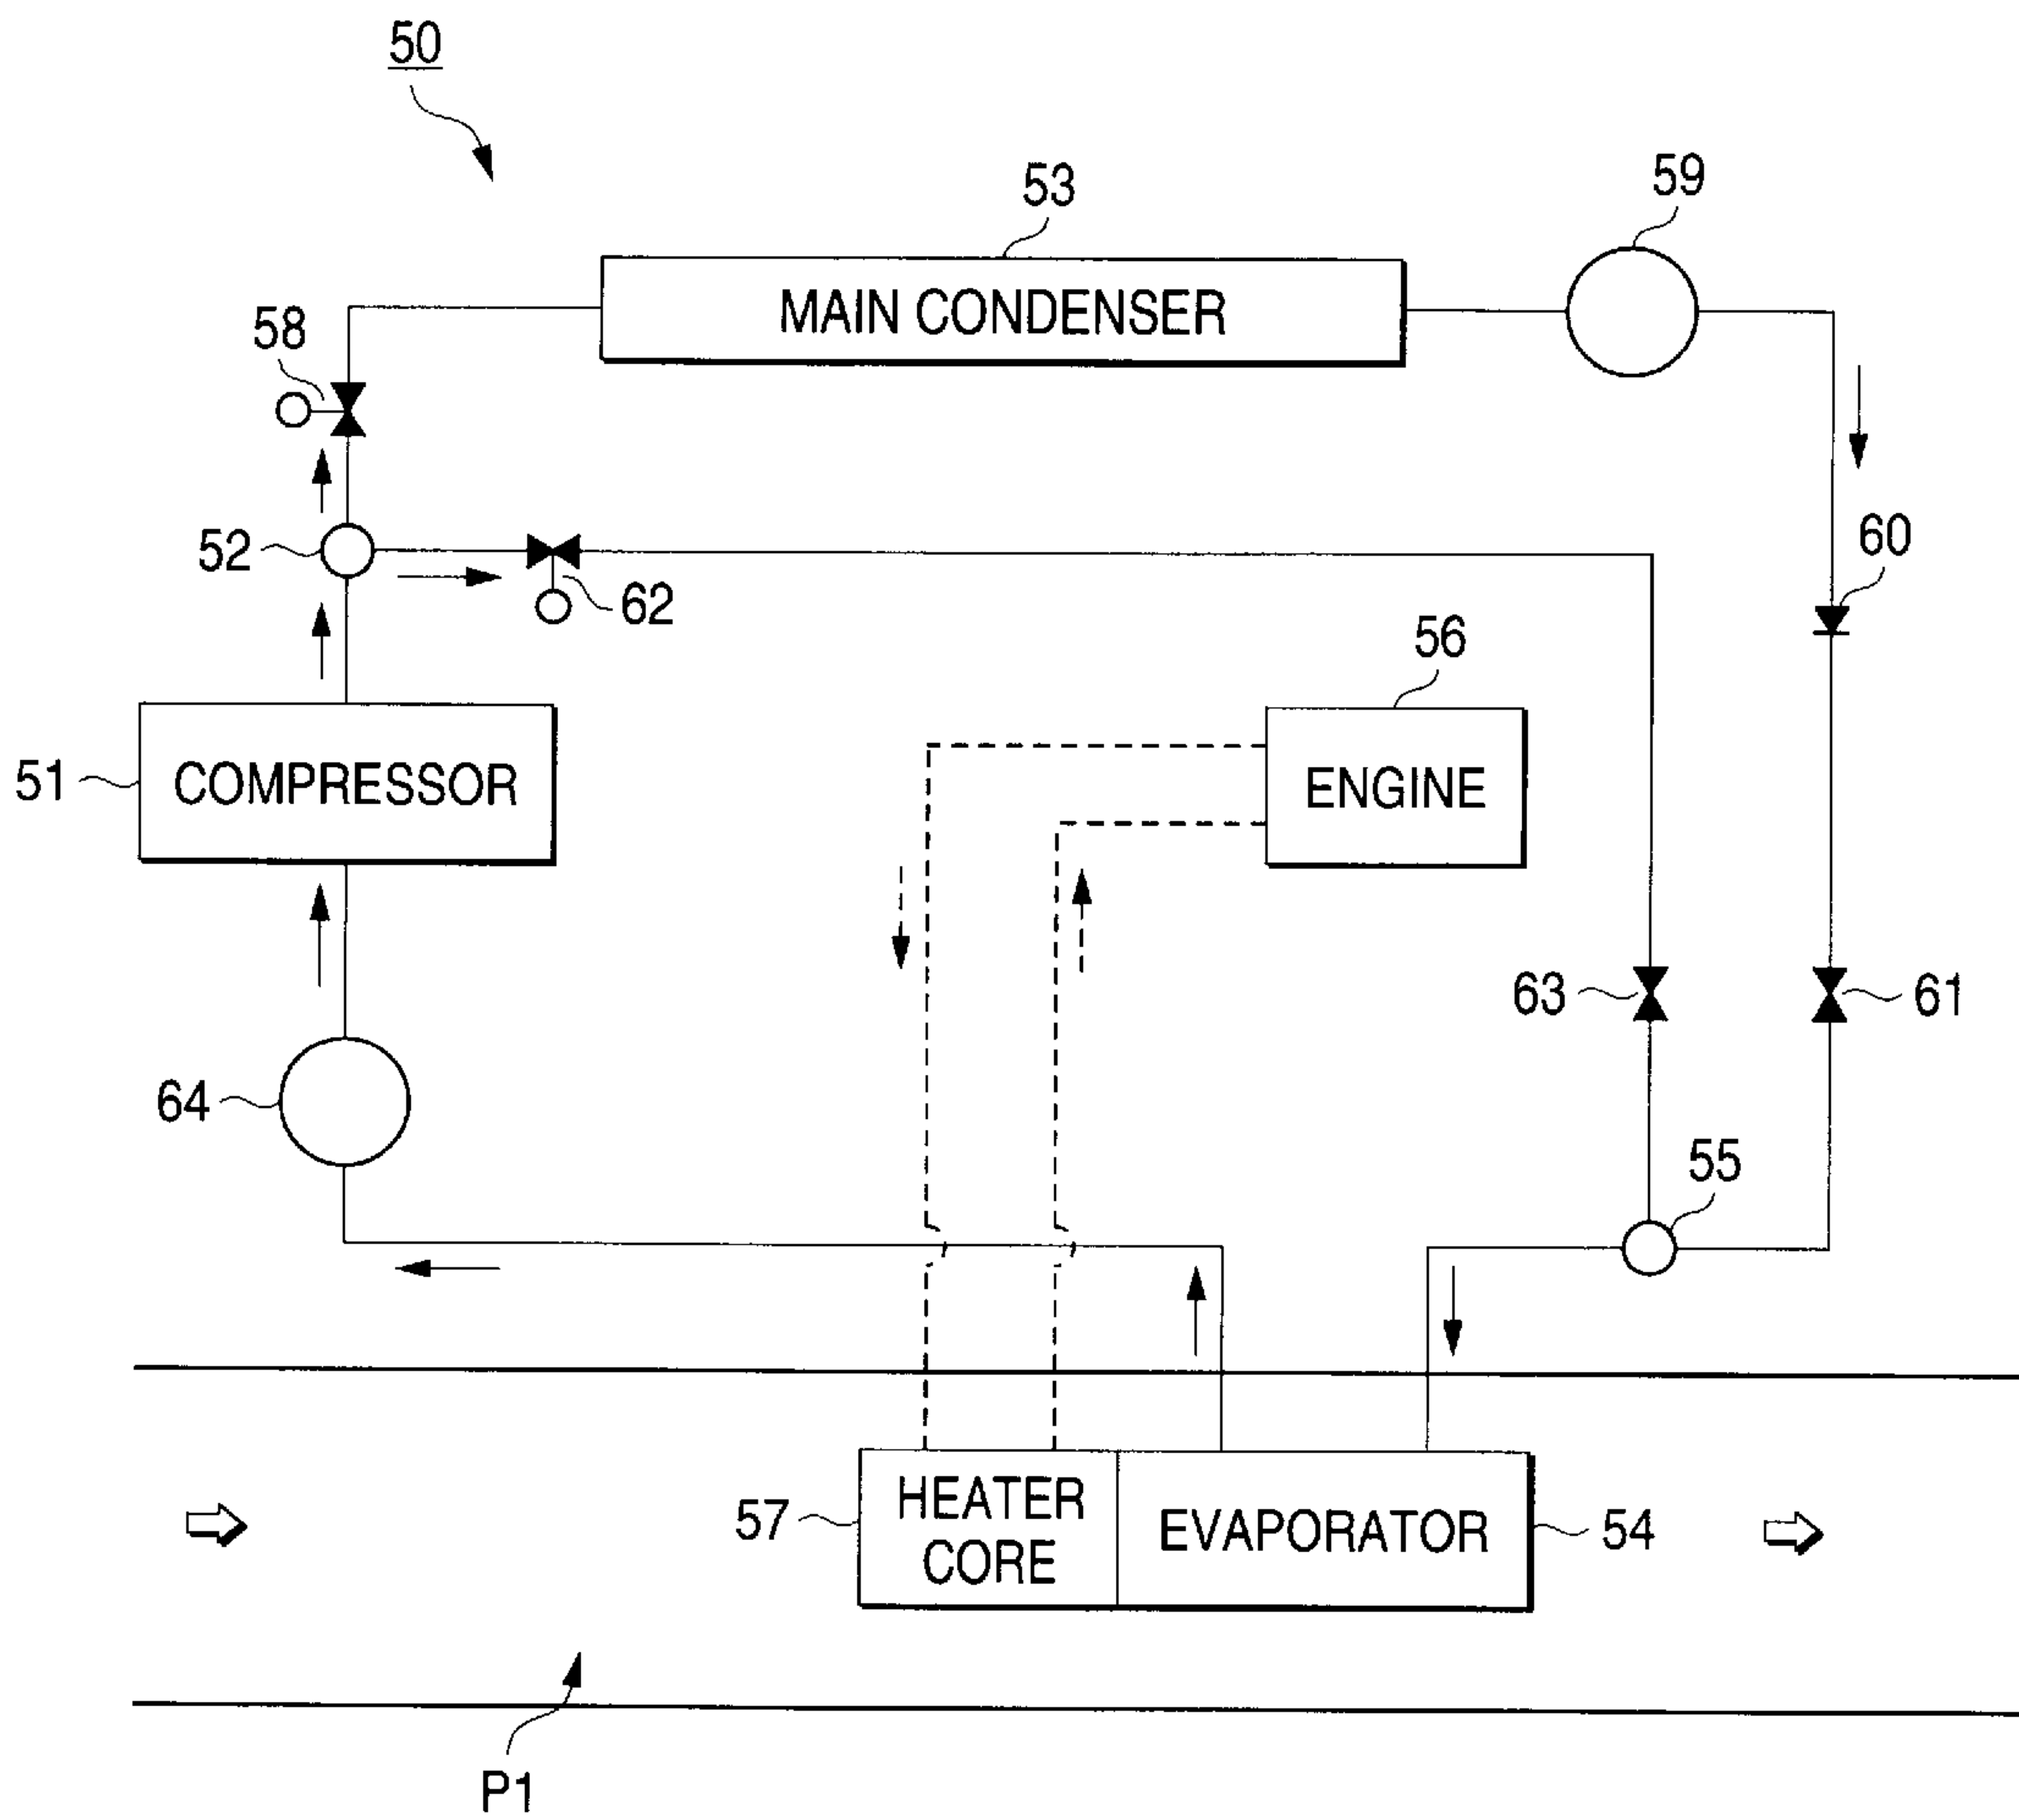 50
53
59
MAIN CONDENSER
58
52
60
62
56
51
COMPRESSOR
ENGINE
63
61
64
55
57
HEATER
CORE
EVAPORATOR
54
P1